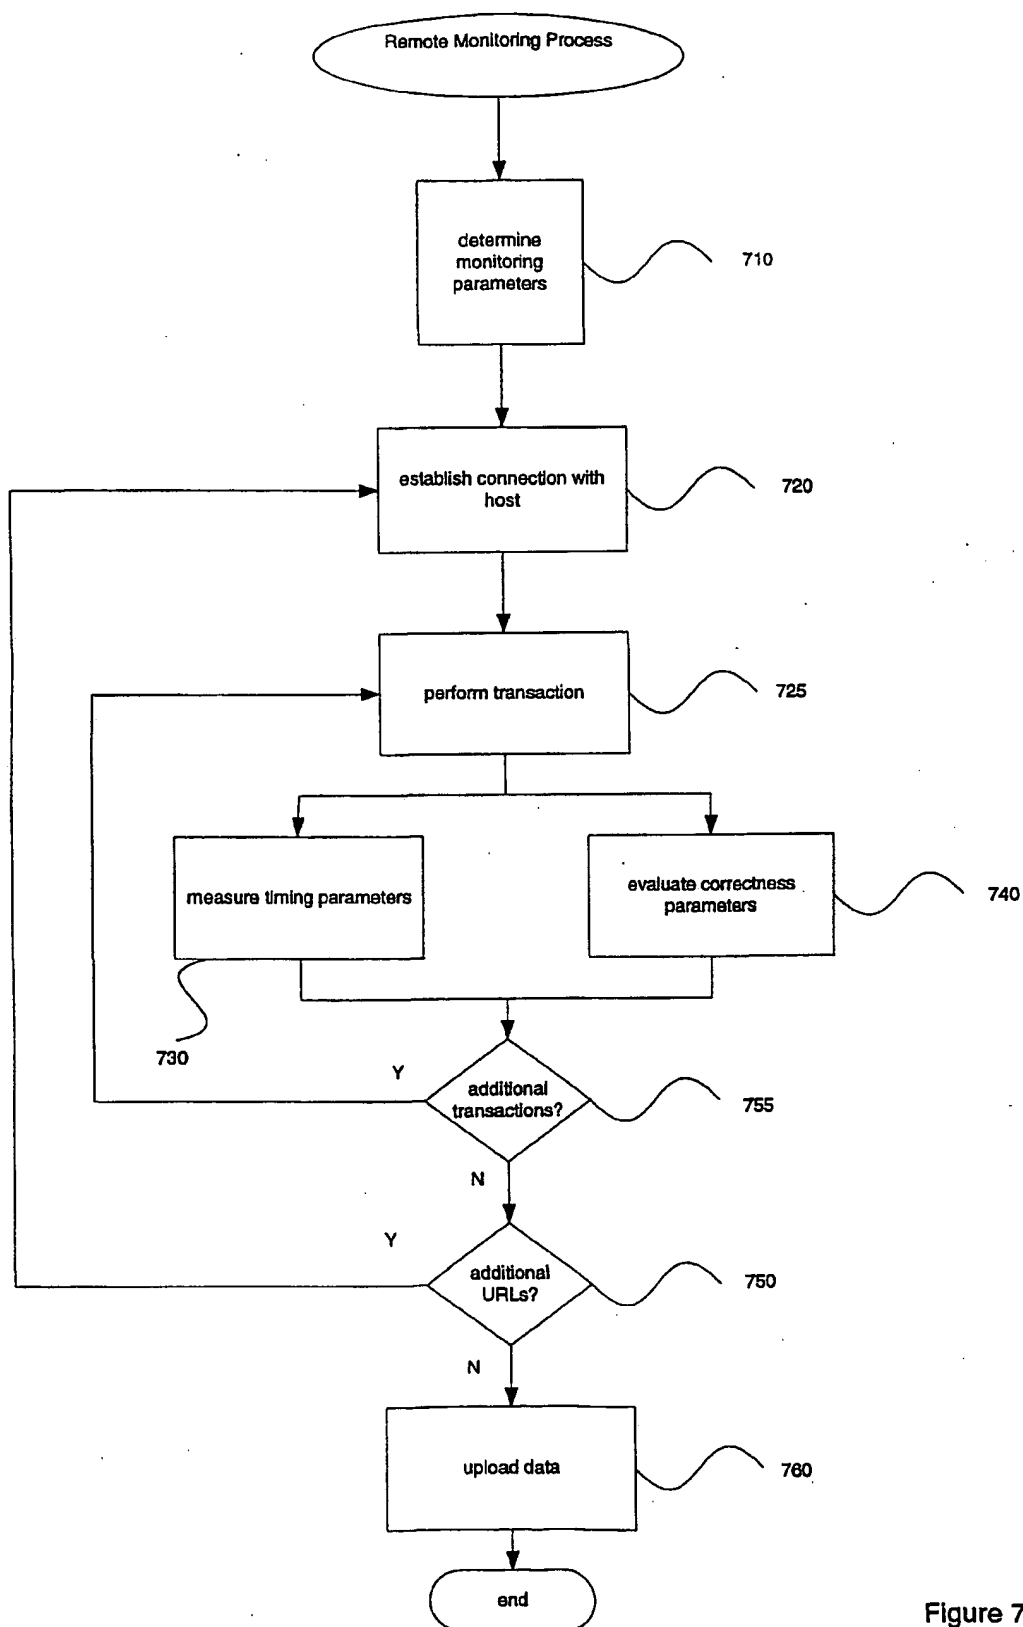 Remote Monitoring Process
determine
monitoring
parameters
710
establish connection with
host
720
perform transaction
725
measure timing parameters
evaluate correctness
parameters
740
730
Y
additional
transactions?
755
N
Y
additional
URLs?
750
N
upload data
760
end
Figure 7